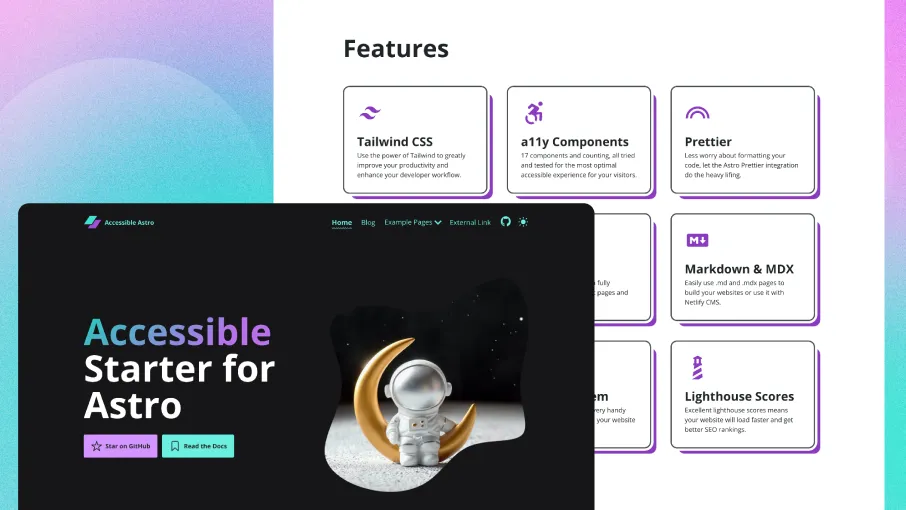 Features
Tailwind CSS
Use the power of Tailwind to greatly
improve your productivity and
enhance your developer workflow.
a11y Components
17 components and counting, all tried
and tested for the most optimal
accessible experience for your visitors.
Prettier
Less worry about formatting your
code, let the Astro Prettier integration
do the heavy lifing.
fully
pages and
Markdown & MDX
Easily use .md and .mdx pages to
build your websites or use it with
Netlify CMS.
em
very handy
your website
Lighthouse Scores
Excellent lighthouse scores means
your website will load faster and get
better SEO rankings.
Accessible Astro
Home Blog Example Pages External Link
Accessible
Starter for
Astro
Star on GitHub
Read the Docs